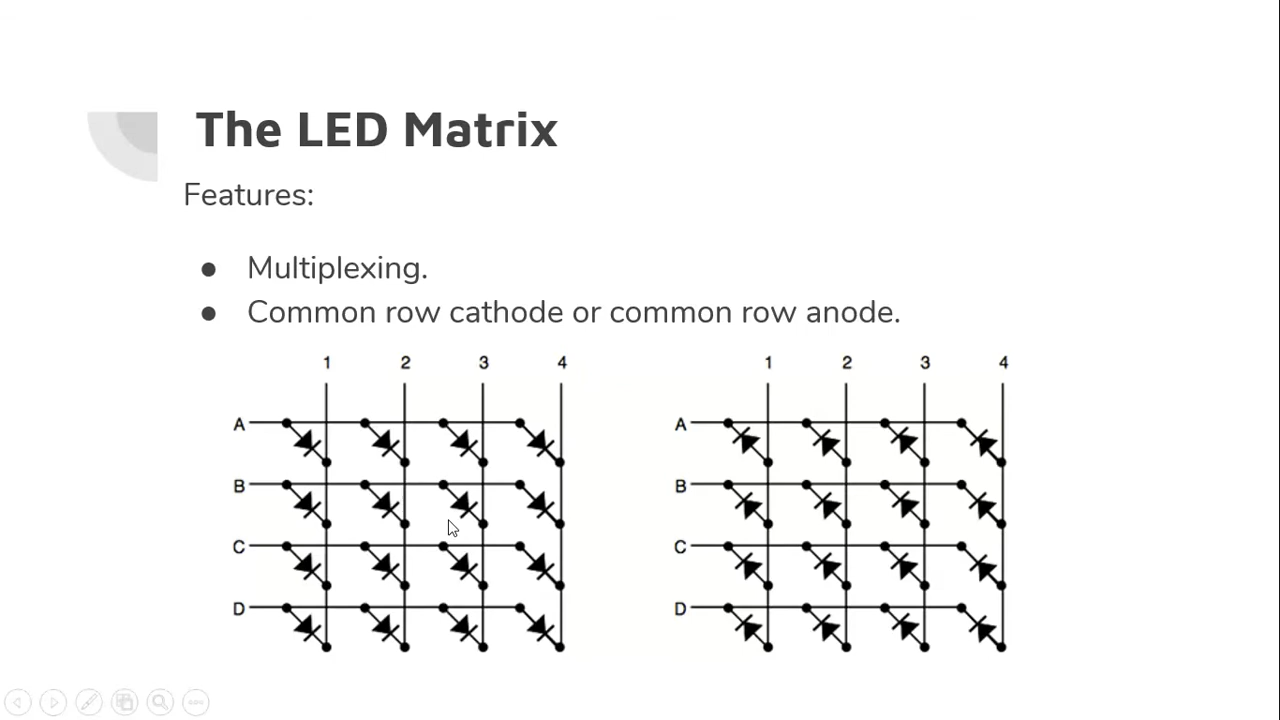 The LED Matrix
Features:
● Multiplexing.
● Common row cathode or common row anode.
1 2 3 4 1 2 3 4
A A
B B
C C
D D